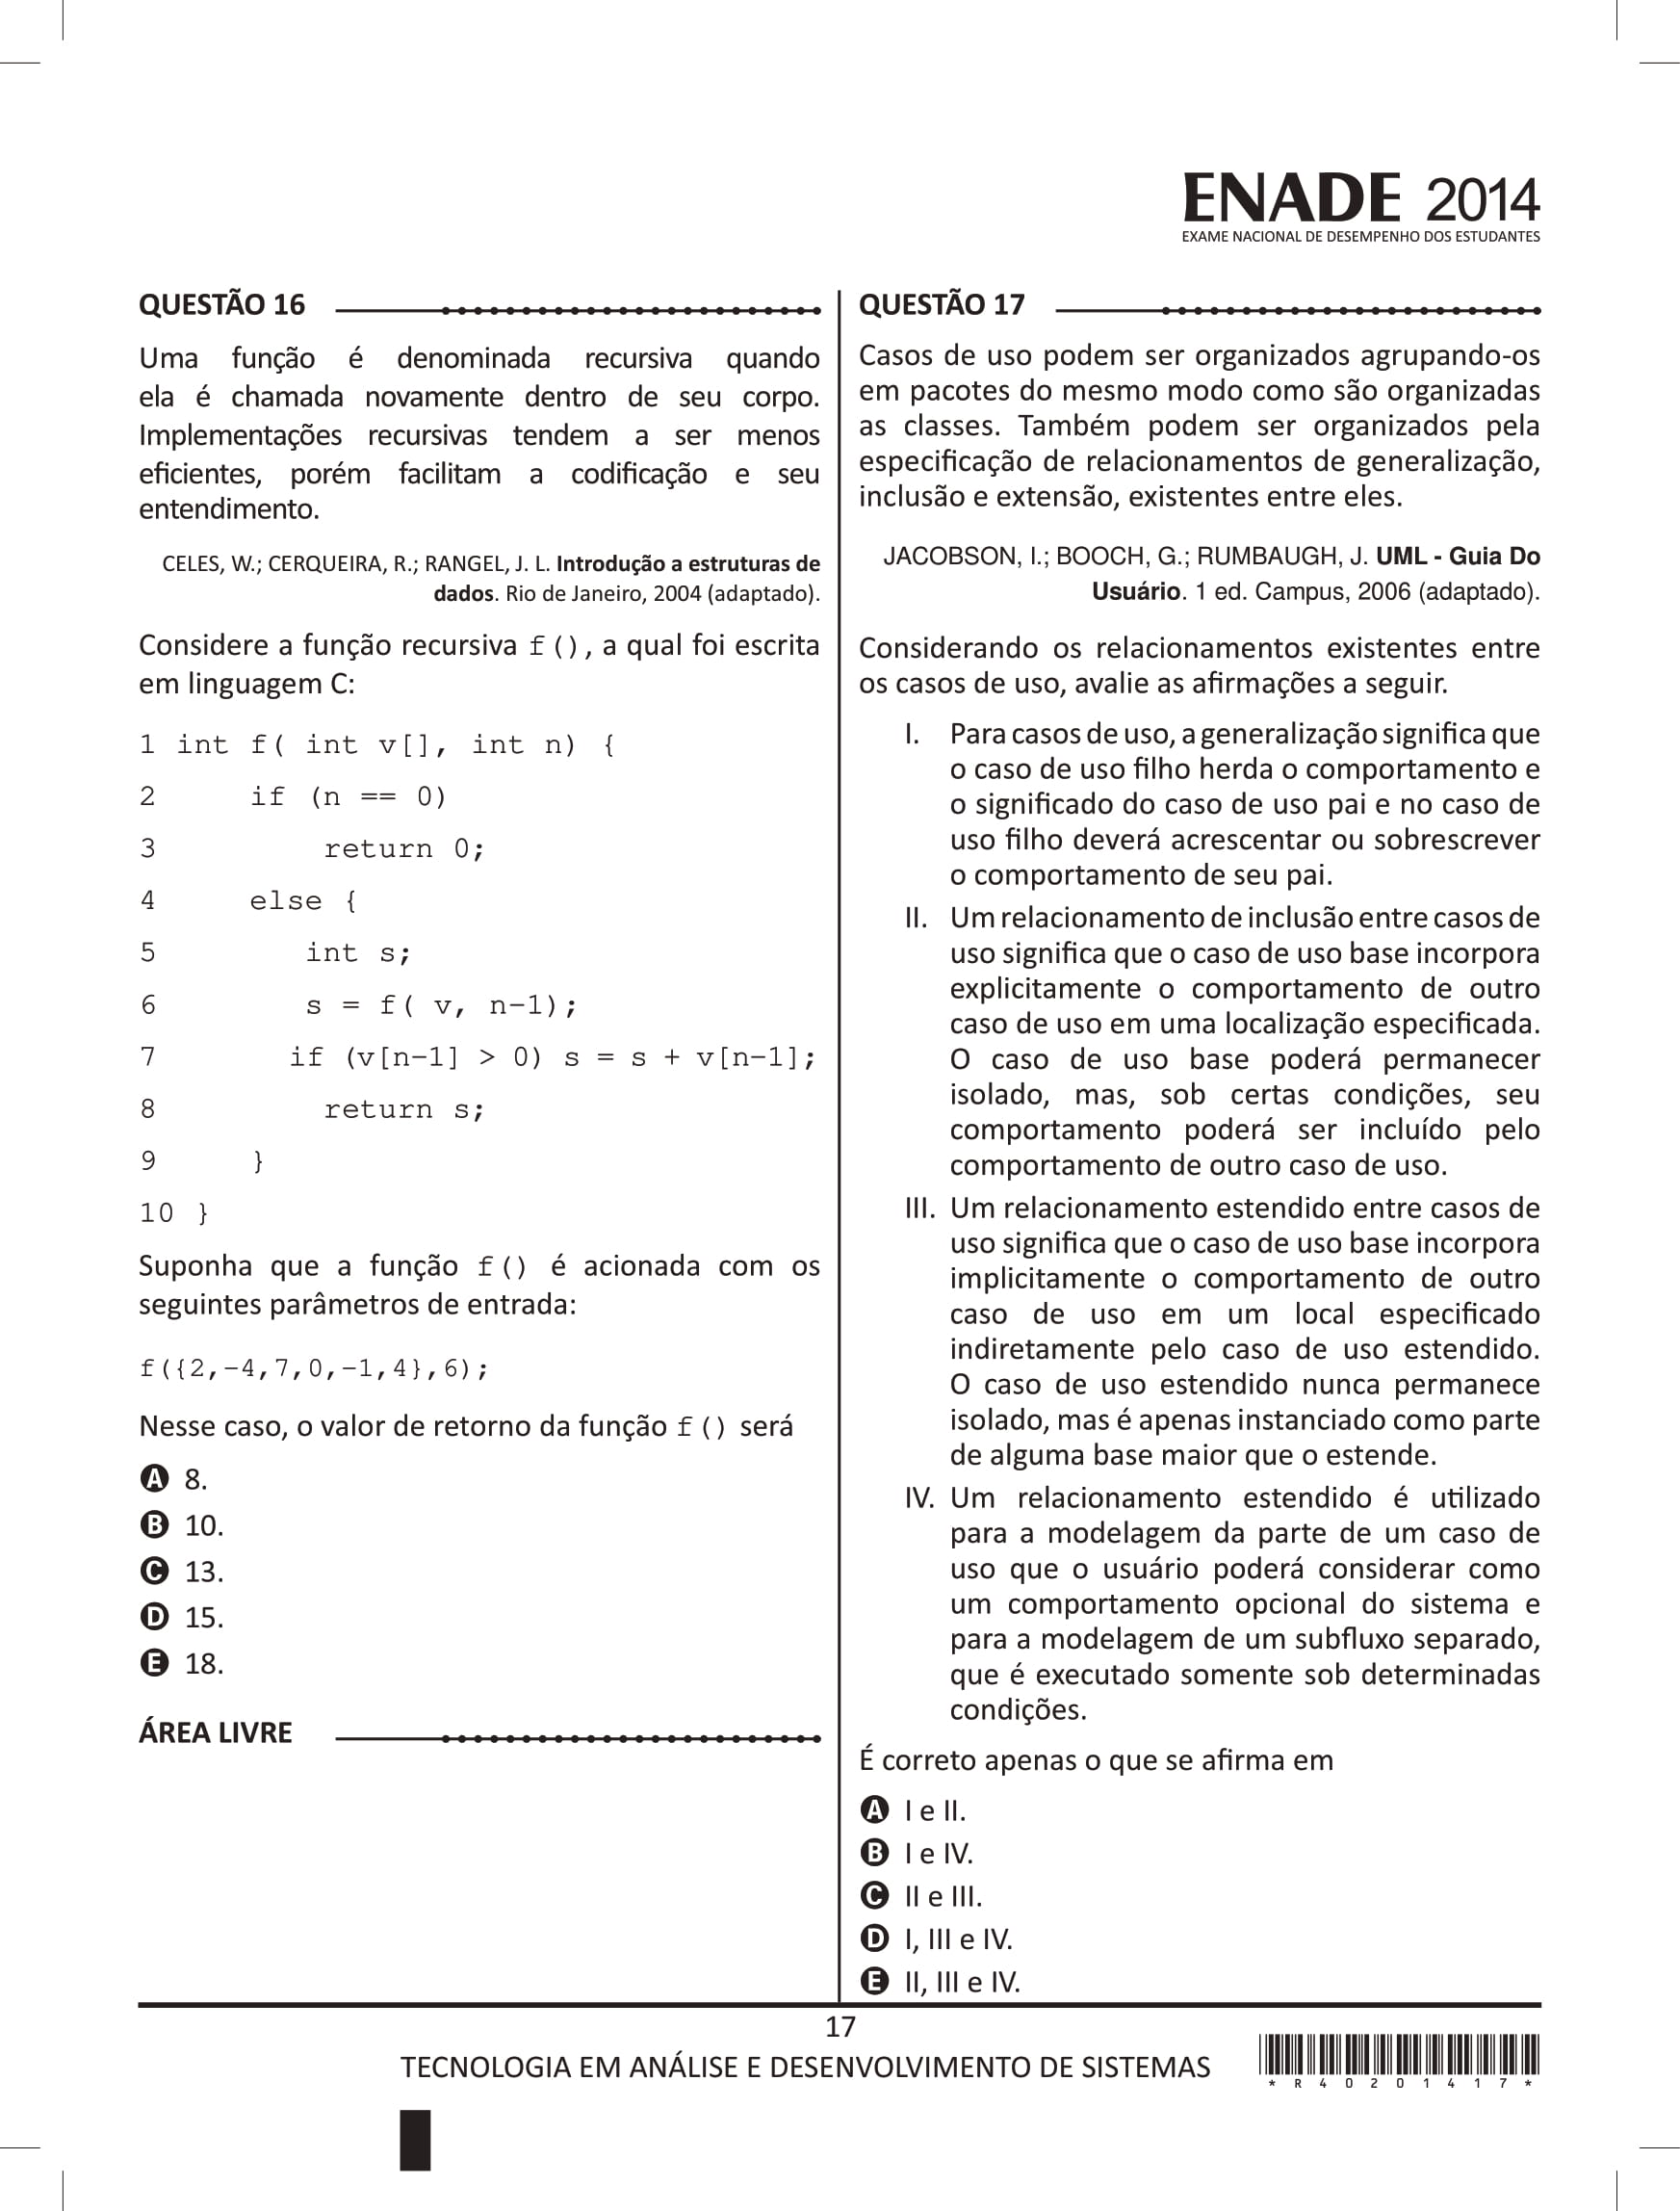 ENADE 2014
EXAME NACIONAL DE DESEMPENHO DOS ESTUDANTES
QUESTÃO 16
Uma função é denominada recursiva quando
ela é chamada novamente dentro de seu corpo.
Implementações recursivas tendem a ser menos
eficientes, porém facilitam a codificação e seu
entendimento.
CELES, W.; CERQUEIRA, R.; RANGEL, J. L. Introdução a estruturas de
dados. Rio de Janeiro, 2004 (adaptado).
Considere a função recursiva f(), a qual foi escrita
em linguagem C:
1 int f( int v[], int n) {
2 if (n == 0)
3 return 0;
4 else {
5 int s;
6 s = f( v, n-1);
7 if (v[n-1] > 0) s = s + v[n-1];
8 return s;
9 }
10 }
Suponha que a função f() é acionada com os
seguintes parâmetros de entrada:
f({2,-4,7,0,-1,4},6);
Nesse caso, o valor de retorno da função f() será
A 8.
B 10.
C 13.
D 15.
E 18.
ÁREA LIVRE
QUESTÃO 17
Casos de uso podem ser organizados agrupando-os
em pacotes do mesmo modo como são organizadas
as classes. Também podem ser organizados pela
especificação de relacionamentos de generalização,
inclusão e extensão, existentes entre eles.
JACOBSON, I.; BOOCH, G.; RUMBAUGH, J. UML - Guia Do
Usuário. 1 ed. Campus, 2006 (adaptado).
Considerando os relacionamentos existentes entre
os casos de uso, avalie as afirmações a seguir.
I. Para casos de uso, a generalização significa que
o caso de uso filho herda o comportamento e
o significado do caso de uso pai e no caso de
uso filho deverá acrescentar ou sobrescrever
o comportamento de seu pai.
II. Um relacionamento de inclusão entre casos de
uso significa que o caso de uso base incorpora
explicitamente o comportamento de outro
caso de uso em uma localização especificada.
O caso de uso base poderá permanecer
isolado, mas, sob certas condições, seu
comportamento poderá ser incluído pelo
comportamento de outro caso de uso.
III. Um relacionamento estendido entre casos de
uso significa que o caso de uso base incorpora
implicitamente o comportamento de outro
caso de uso em um local especificado
indiretamente pelo caso de uso estendido.
O caso de uso estendido nunca permanece
isolado, mas é apenas instanciado como parte
de alguma base maior que o estende.
IV. Um relacionamento estendido é utilizado
para a modelagem da parte de um caso de
uso que o usuário poderá considerar como
um comportamento opcional do sistema e
para a modelagem de um subfluxo separado,
que é executado somente sob determinadas
condições.
É correto apenas o que se afirma em
A I e II.
B I e IV.
C II e III.
D I, III e IV.
E II, III e IV.
17
TECNOLOGIA EM ANÁLISE E DESENVOLVIMENTO DE SISTEMAS
* R 4 0 2 0 1 4 1 7 *